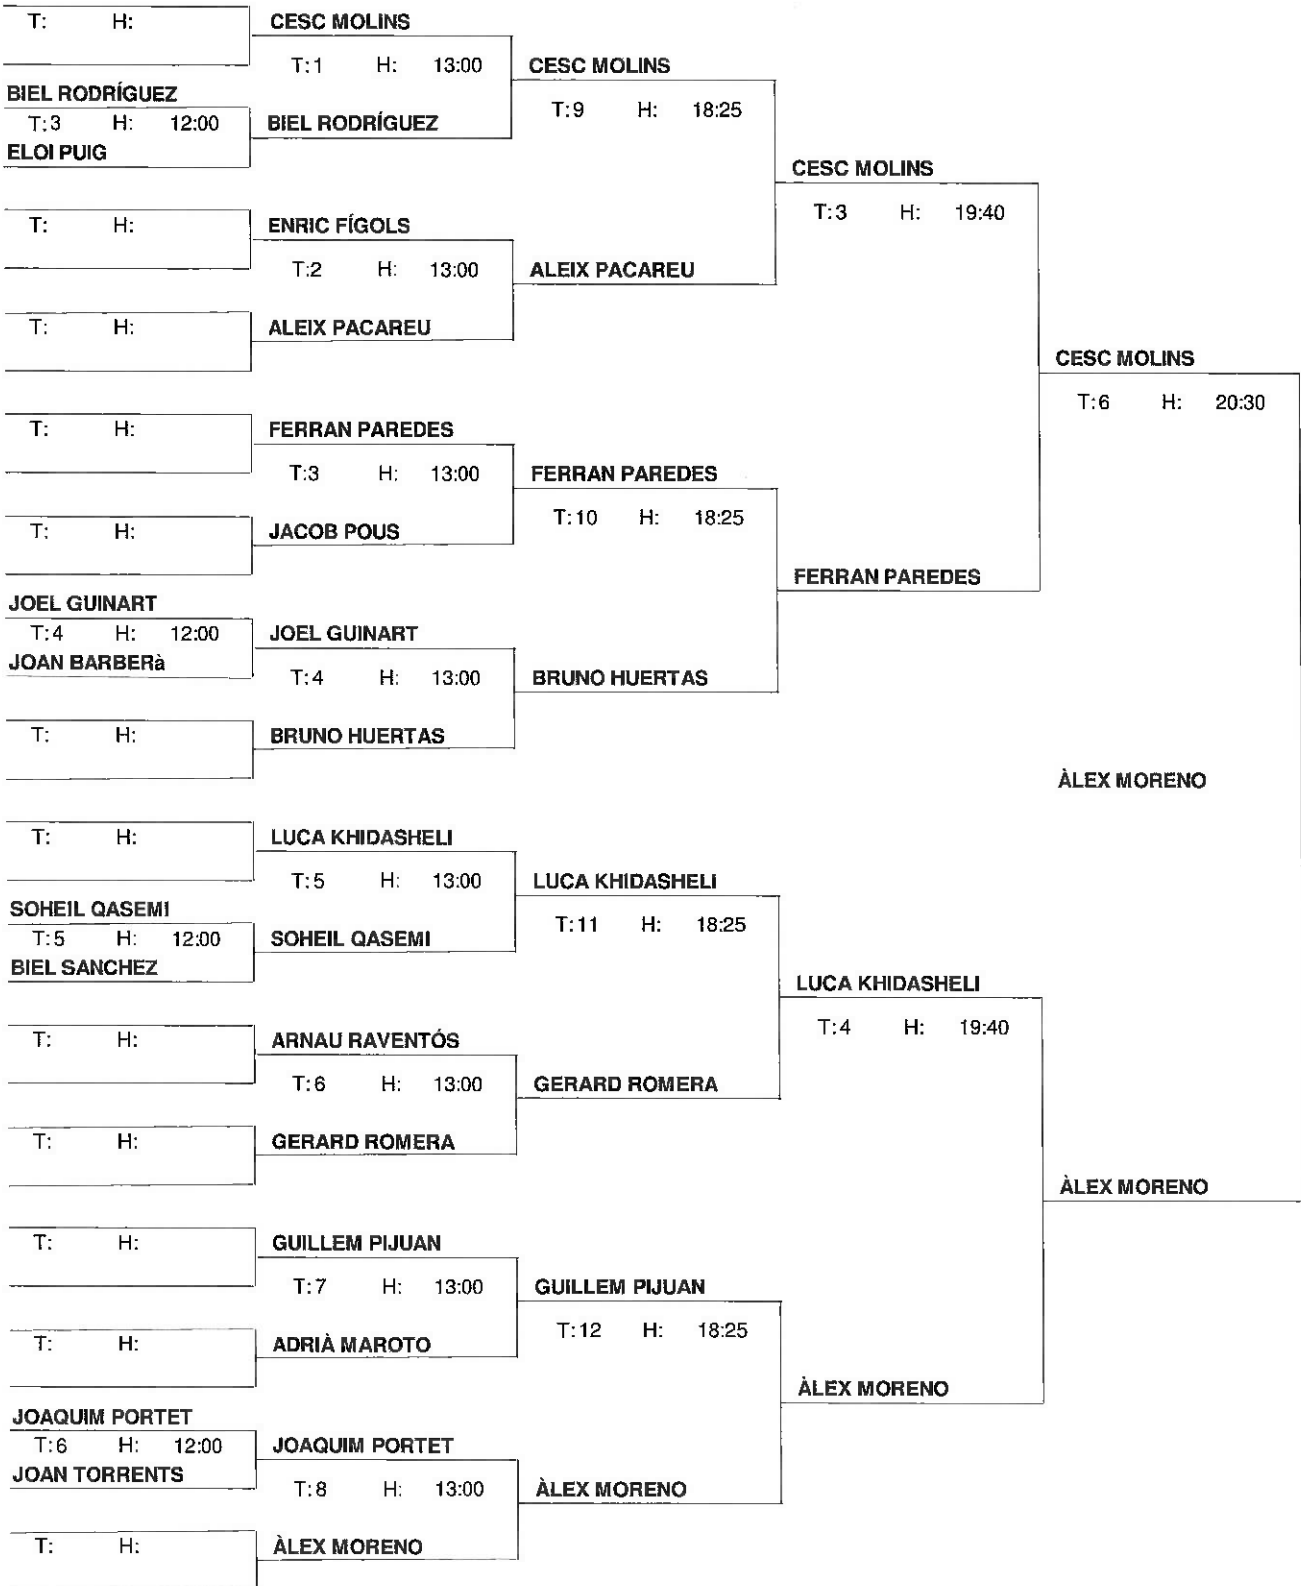 T: H:
CESC MOLINS
T:1 H: 13:00
CESC MOLINS
BIEL RODRÍGUEZ
T:3 H: 12:00
BIEL RODRÍGUEZ
T:9 H: 18:25
ELOI PUIG
CESC MOLINS
T: H:
ENRIC FÍGOLS
T:3 H: 19:40
T:2 H: 13:00
ALEIX PACAREU
T: H:
ALEIX PACAREU
CESC MOLINS
T:6 H: 20:30
T: H:
FERRAN PAREDES
T:3 H: 13:00
FERRAN PAREDES
T: H:
JACOB POUS
T:10 H: 18:25
FERRAN PAREDES
JOEL GUINART
T:4 H: 12:00
JOEL GUINART
JOAN BARBERà
T:4 H: 13:00
BRUNO HUERTAS
T: H:
BRUNO HUERTAS
ÀLEX MORENO
T: H:
LUCA KHIDASHELI
T:5 H: 13:00
LUCA KHIDASHELI
SOHEIL QASEMI
T:5 H: 12:00
SOHEIL QASEMI
T:11 H: 18:25
BIEL SANCHEZ
LUCA KHIDASHELI
T: H:
ARNAU RAVENTÓS
T:4 H: 19:40
T:6 H: 13:00
GERARD ROMERA
T: H:
GERARD ROMERA
ÀLEX MORENO
T: H:
GUILLEM PIJUAN
T:7 H: 13:00
GUILLEM PIJUAN
T: H:
ADRIÀ MAROTO
T:12 H: 18:25
ÀLEX MORENO
JOAQUIM PORTET
T:6 H: 12:00
JOAQUIM PORTET
JOAN TORRENTS
T:8 H: 13:00
ÀLEX MORENO
T: H:
ÀLEX MORENO